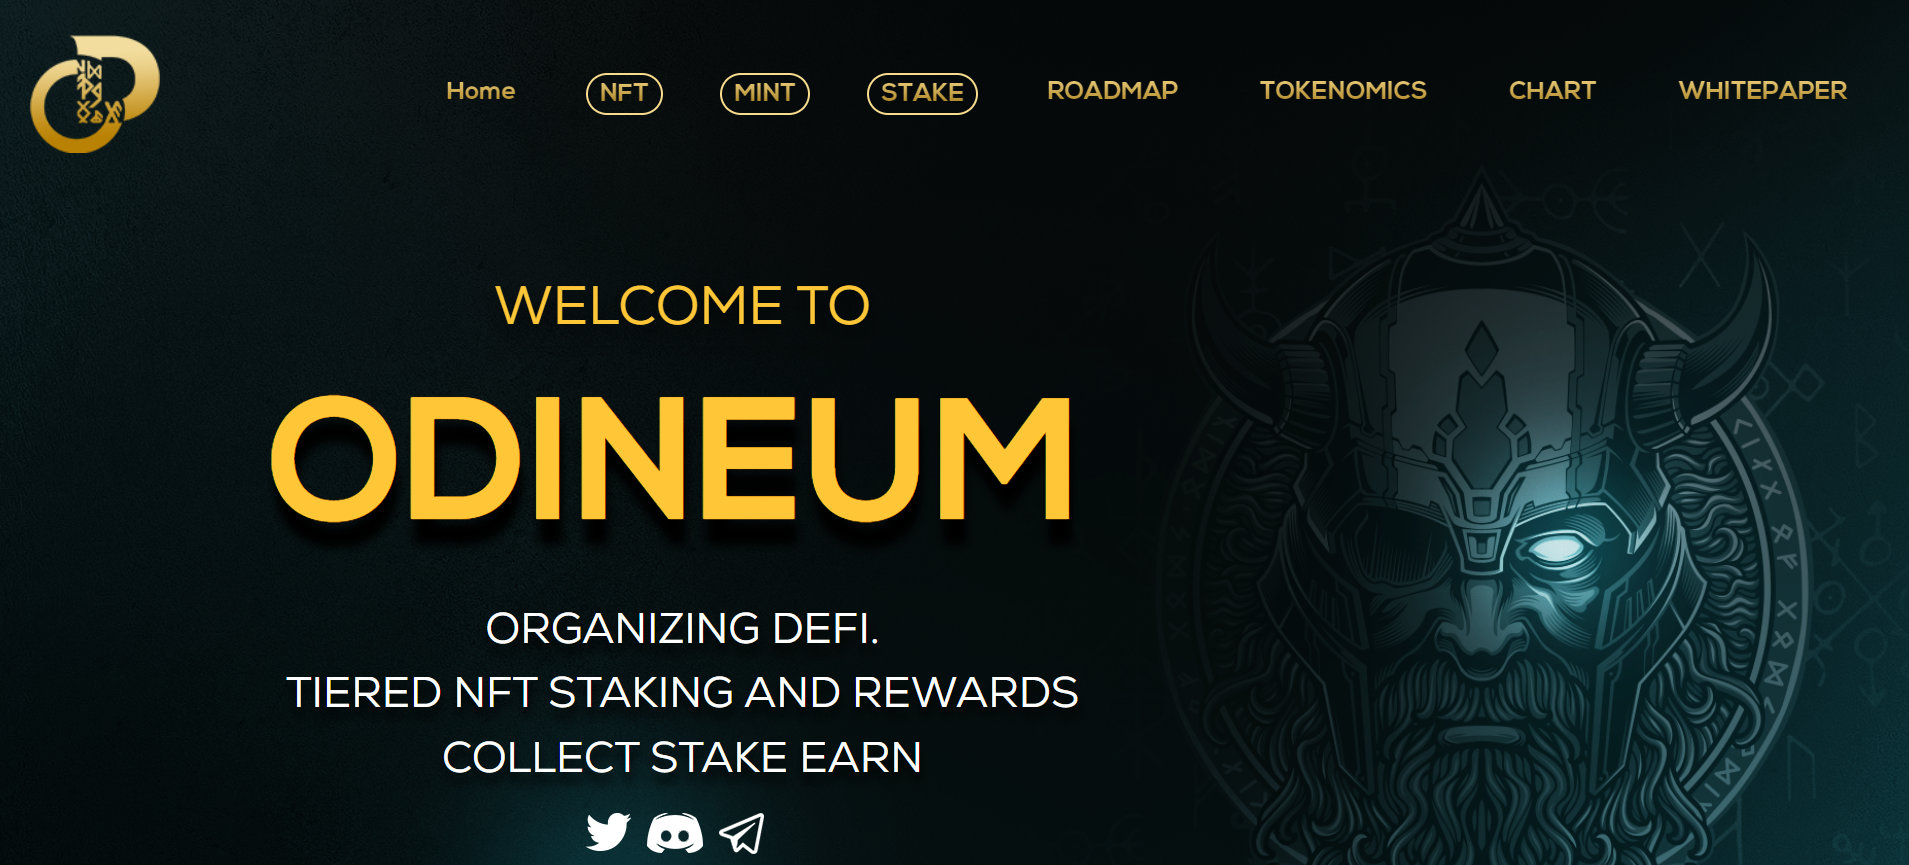 Home NFT MINT STAKE ROADMAP TOKENOMICS CHART WHITEPAPER
WELCOME TO
ODINEUM
ORGANIZING DEFI.
TIERED NFT STAKING AND REWARDS
COLLECT STAKE EARN